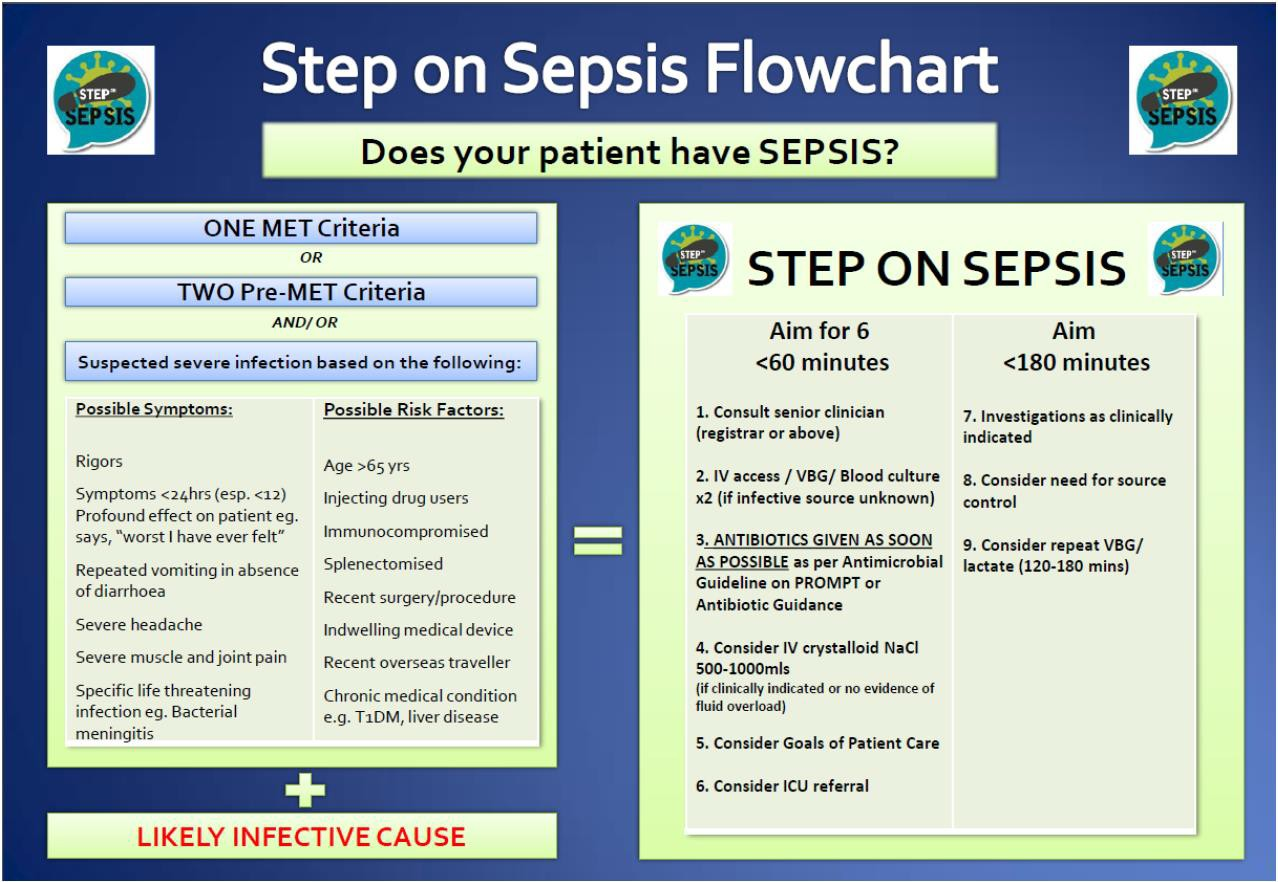 STEP ON
SEPSIS
Step on Sepsis Flowchart
STEP ON
SEPSIS
Does your patient have SEPSIS?
ONE MET Criteria
OR
TWO Pre-MET Criteria
AND/ OR
Suspected severe infection based on the following:
Possible Symptoms:
Rigors
Symptoms <24hrs (esp. <12)
Profound effect on patient eg.
says, “worst I have ever felt”
Repeated vomiting in absence
of diarrhoea
Severe headache
Severe muscle and joint pain
Specific life threatening
infection eg. Bacterial
meningitis
Possible Risk Factors:
Age >65 yrs
Injecting drug users
Immunocompromised
Splenectomised
Recent surgery/procedure
Indwelling medical device
Recent overseas traveller
Chronic medical condition
e.g. T1DM, liver disease
+
LIKELY INFECTIVE CAUSE
=
STEP ON
SEPSIS
STEP ON SEPSIS
STEP ON
SEPSIS
Aim for 6
<60 minutes
1. Consult senior clinician
(registrar or above)
2. IV access / VBG/ Blood culture
x2 (if infective source unknown)
3. ANTIBIOTICS GIVEN AS SOON
AS POSSIBLE as per Antimicrobial
Guideline on PROMPT or
Antibiotic Guidance
4. Consider IV crystalloid NaCl
500-1000mls
(if clinically indicated or no evidence of
fluid overload)
5. Consider Goals of Patient Care
6. Consider ICU referral
Aim
<180 minutes
7. Investigations as clinically
indicated
8. Consider need for source
control
9. Consider repeat VBG/
lactate (120-180 mins)